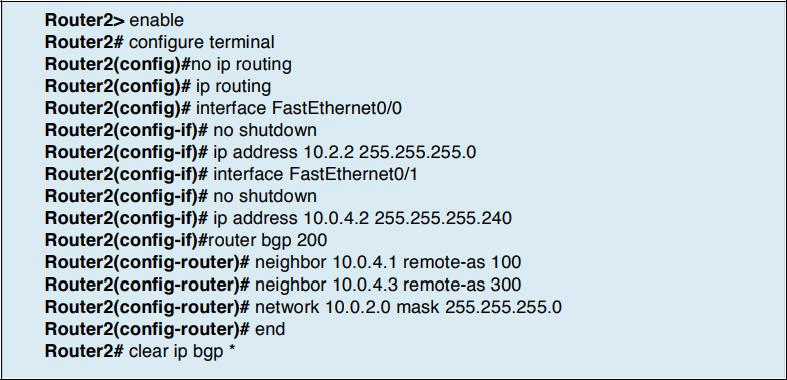 Router2> enable
Router2# configure terminal
Router2(config)#no ip routing
Router2(config)# ip routing
Router2(config)# interface FastEthernet0/0
Router2(config-if)# no shutdown
Router2(config-if)# ip address 10.2.2 255.255.255.0
Router2(config-if)# interface FastEthernet0/1
Router2(config-if)# no shutdown
Router2(config-if)# ip address 10.0.4.2 255.255.255.240
Router2(config-if)#router bgp 200
Router2(config-router)# neighbor 10.0.4.1 remote-as 100
Router2(config-router)# neighbor 10.0.4.3 remote-as 300
Router2(config-router)# network 10.0.2.0 mask 255.255.255.0
Router2(config-router)# end
Router2# clear ip bgp *